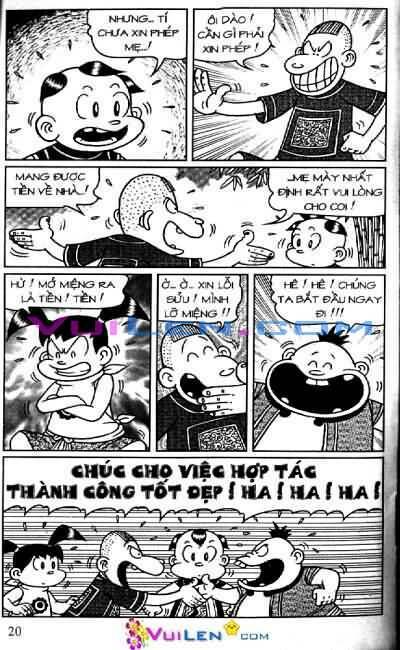 NHƯNG... TÍ
CHƯA XIN PHÉP
MẸ...!
ÔI DÀO!
CẦN GÌ PHẢI
XIN PHÉP!
MANG ĐƯỢC
TIỀN VỀ NHÀ..!
...MẸ MÀY NHẤT
ĐỊNH RẤT VUI LÒNG
CHO COI!
HỪ! MỞ MIỆNG RA
LÀ TIỀN! TIỀN!
Ờ.. Ờ.. XIN LỖI
SỬU! MÌNH
LỠ MIỆNG!!
HÊ! HÊ! CHÚNG
TA BẮT ĐẦU NGAY
ĐI!!!
VUILEN.COM
CHÚC CHO VIỆC HỢP TÁC
THÀNH CÔNG TỐT ĐẸP! HA! HA! HA!
20
VUILEN.COM